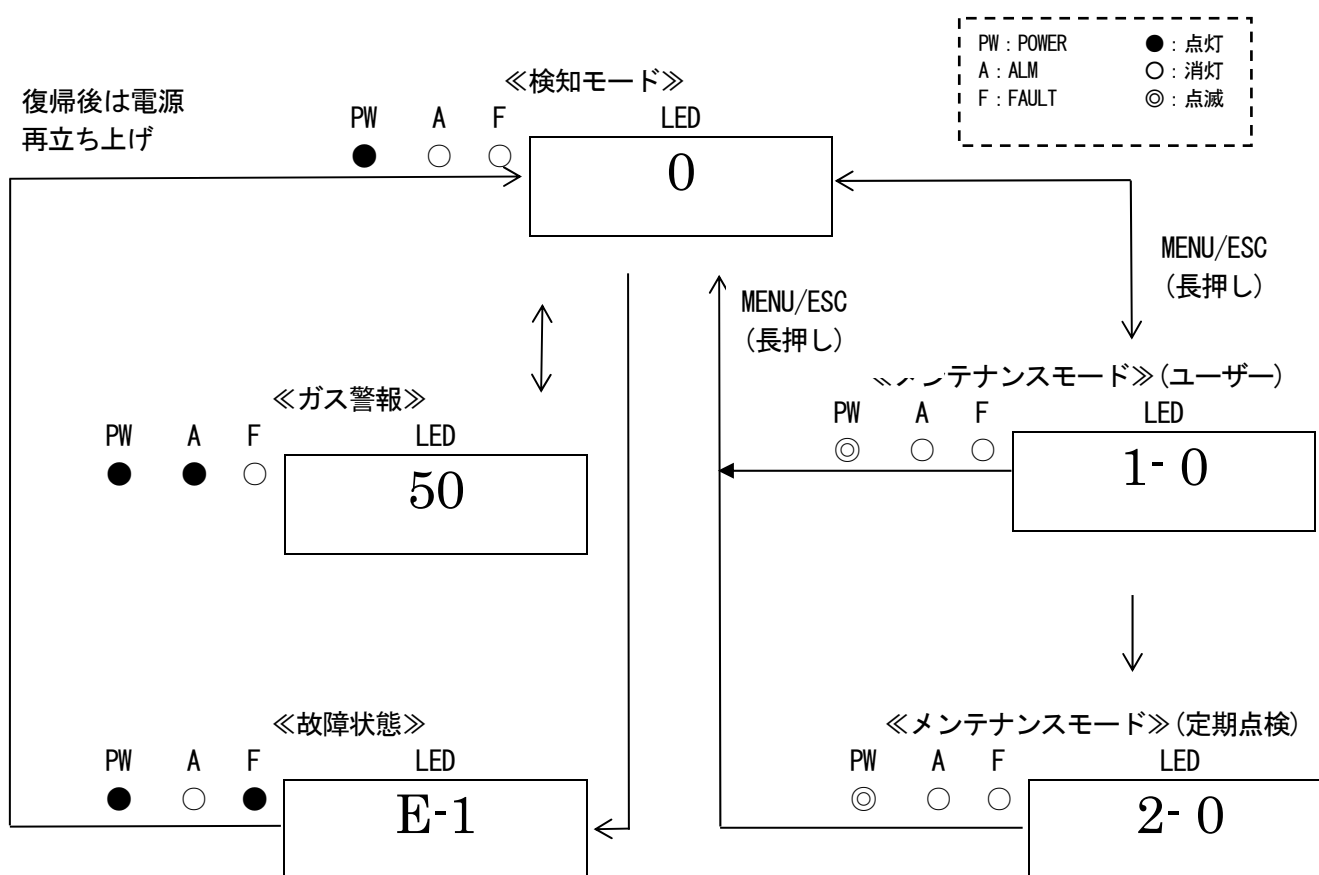 PW：POWER ●：点灯
A：ALM ○：消灯
F：FAULT ◎：点滅
復帰後は電源
再立ち上げ
≪検知モード≫
PW A F LED
● ○ ○
0
MENU/ESC
（長押し）
MENU/ESC
（長押し）
≪ガス警報≫
PW A F LED
● ● ○
50
テナンスモード≫(ユーザー)
PW A F LED
◎ ○ ○
1- 0
≪故障状態≫
PW A F LED
● ○ ●
E-1
≪メンテナンスモード≫(定期点検)
PW A F LED
◎ ○ ○
2- 0